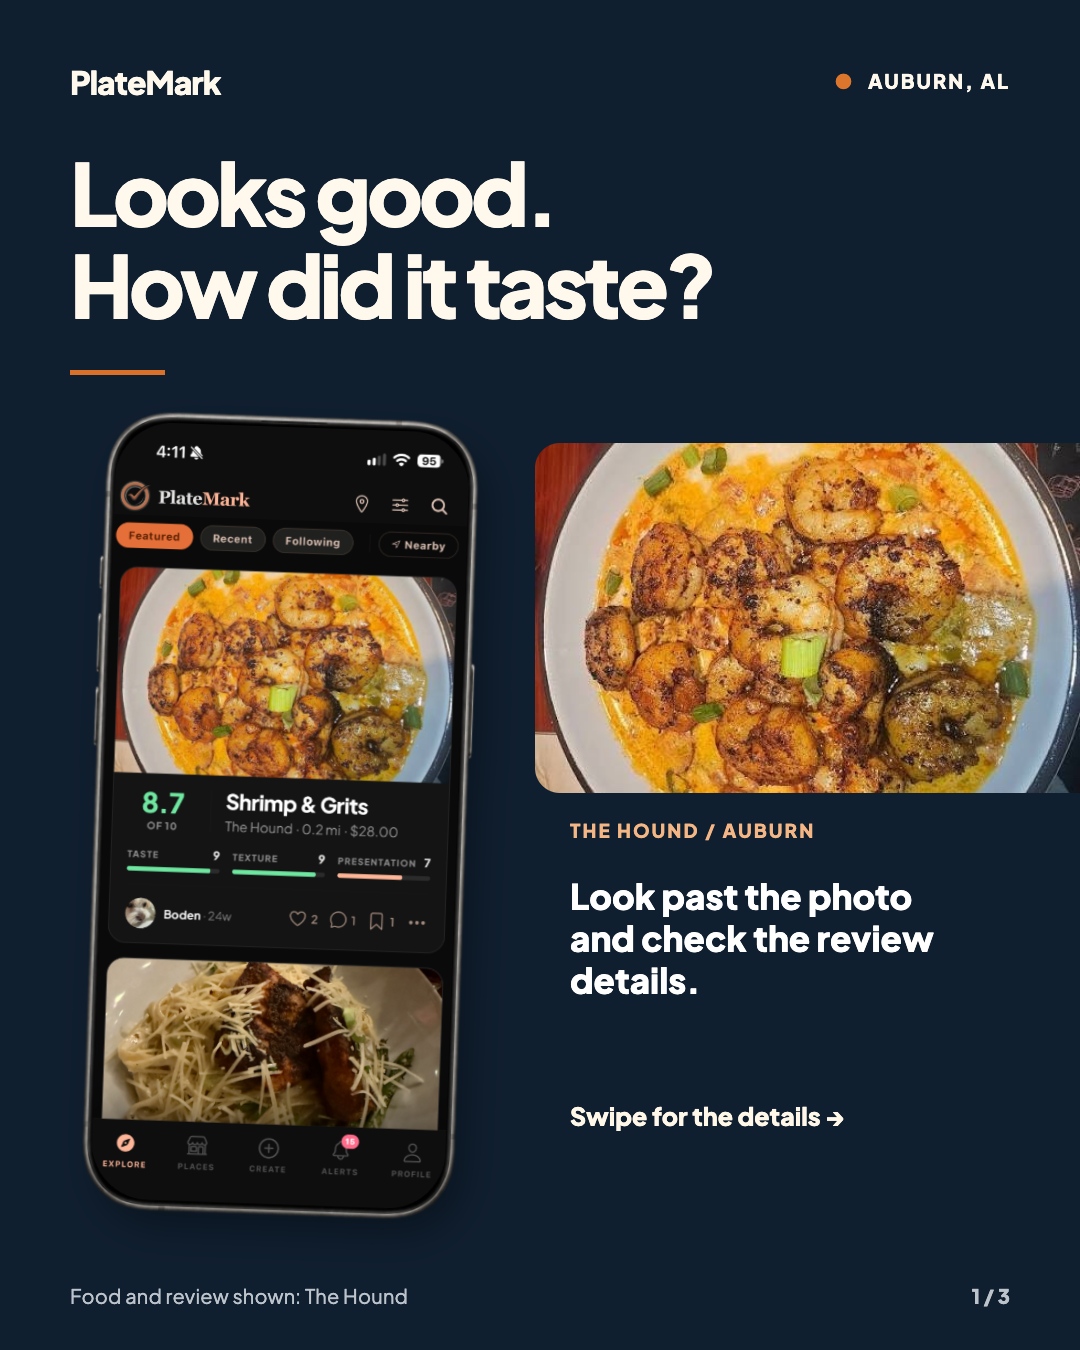 PlateMark
AUBURN, AL
Looks good.
How did it taste?
4:11
95
PlateMark
Featured
Recent
Following
Nearby
8.7
OF 10
Shrimp & Grits
The Hound · 0.2 mi · $28.00
TASTE 9
TEXTURE 9
PRESENTATION 7
Boden · 24w
2
1
1
EXPLORE
PLACES
CREATE
15
ALERTS
PROFILE
THE HOUND / AUBURN
Look past the photo
and check the review
details.
Swipe for the details →
Food and review shown: The Hound
1 / 3